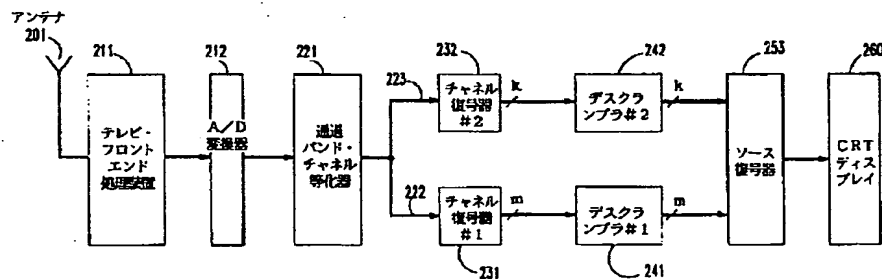 アンテナ
201
211
テレビ・
フロント
エンド
処理装置
212
A/D
変換器
221
通過
バンド・
チャネル
等化器
223
222
232
チャネル
復号器
#2
k
242
デスク
ランブラ#2
k
231
チャネル
復号器
#1
m
241
デスク
ランブラ#1
m
253
ソース
復号器
260
CRT
ディス
プレイ